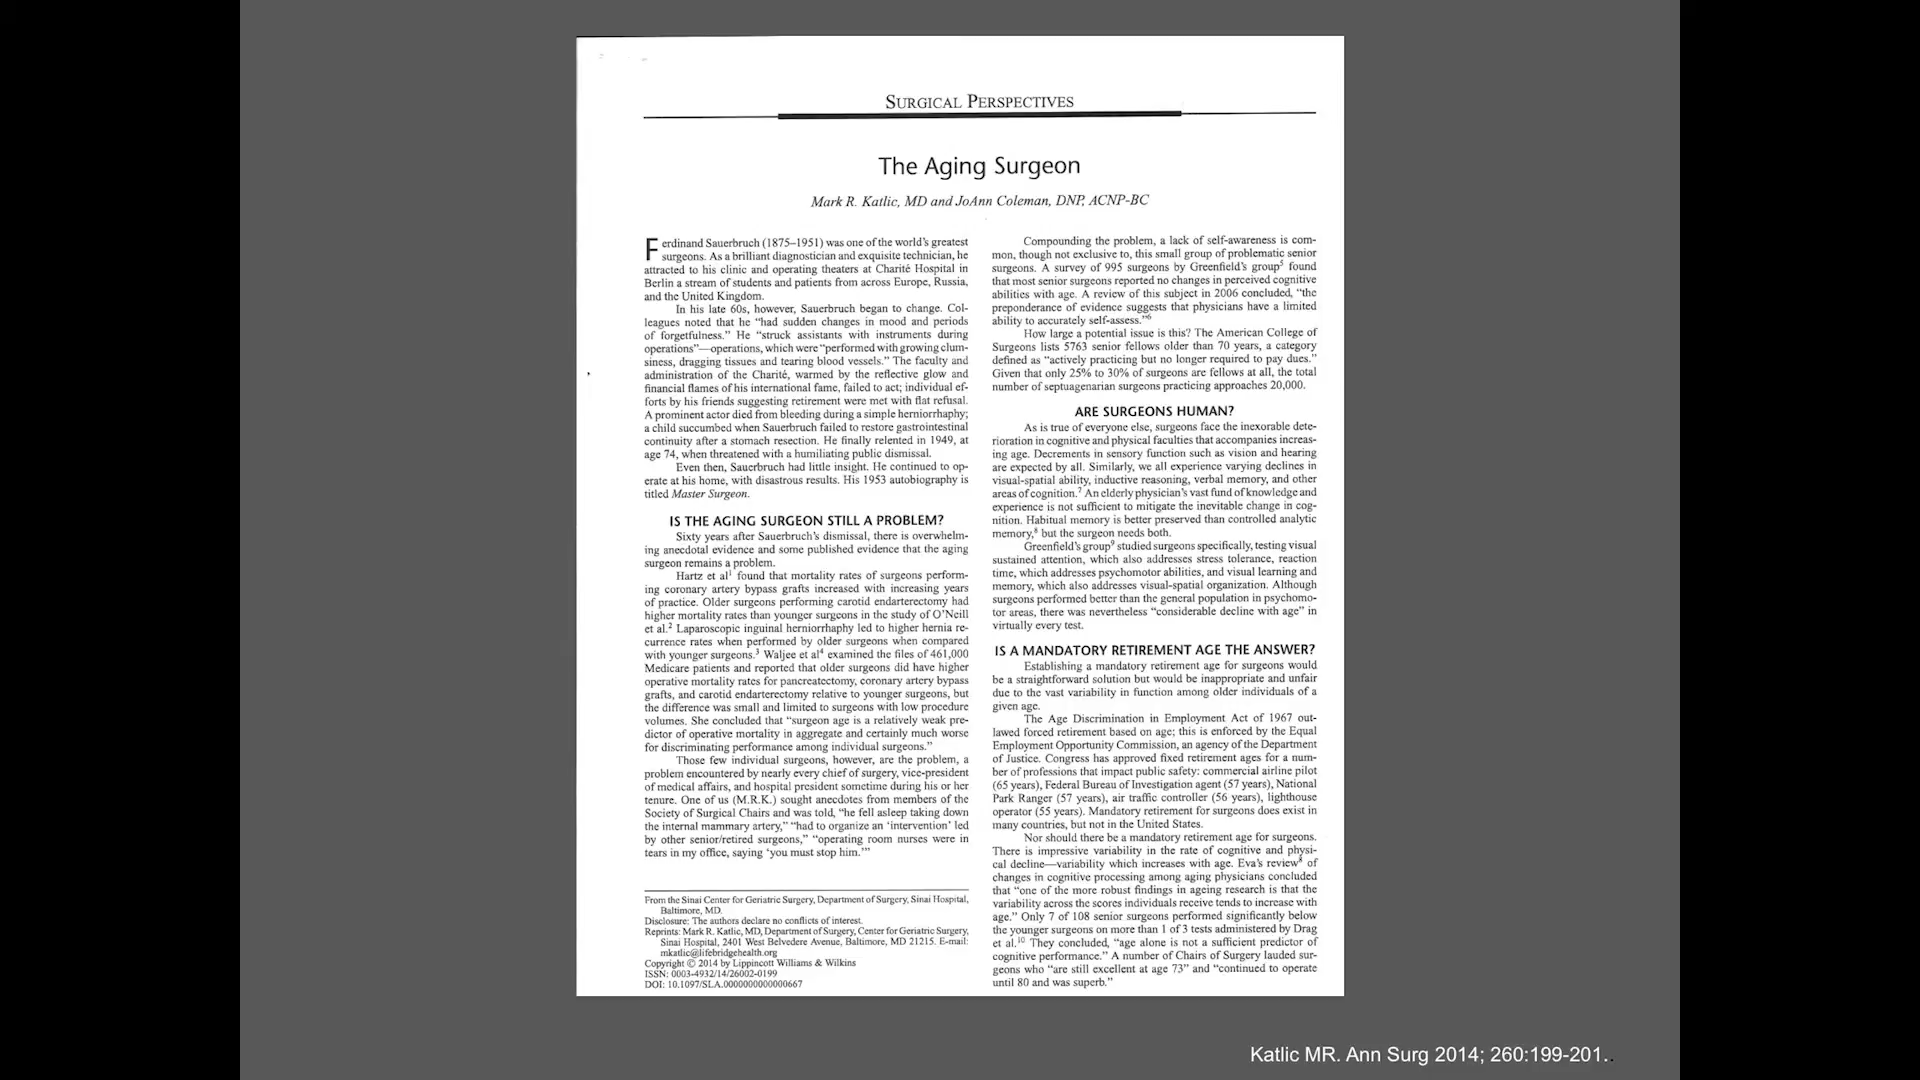 SURGICAL PERSPECTIVES
The Aging Surgeon
Mark R. Katlic, MD and JoAnn Coleman, DNP, ACNP-BC
Ferdinand Sauerbruch (1875–1951) was one of the world's greatest
surgeons. As a brilliant diagnostician and exquisite technician, he
attracted to his clinic and operating theaters at Charité Hospital in
Berlin a stream of students and patients from across Europe, Russia,
and the United Kingdom.
In his late 60s, however, Sauerbruch began to change. Col-
leagues noted that he "had sudden changes in mood and periods
of forgetfulness." He "struck assistants with instruments during
operations"—operations, which were "performed with growing clum-
siness, dragging tissues and tearing blood vessels." The faculty and
administration of the Charité, warmed by the reflective glow and
financial flames of his international fame, failed to act; individual ef-
forts by his friends suggesting retirement were met with flat refusal.
A prominent actor died from bleeding during a simple herniorrhaphy;
a child succumbed when Sauerbruch failed to restore gastrointestinal
continuity after a stomach resection. He finally relented in 1949, at
age 74, when threatened with a humiliating public dismissal.
Even then, Sauerbruch had little insight. He continued to op-
erate at his home, with disastrous results. His 1953 autobiography is
titled Master Surgeon.
IS THE AGING SURGEON STILL A PROBLEM?
Sixty years after Sauerbruch's dismissal, there is overwhelm-
ing anecdotal evidence and some published evidence that the aging
surgeon remains a problem.
Hartz et al1 found that mortality rates of surgeons perform-
ing coronary artery bypass grafts increased with increasing years
of practice. Older surgeons performing carotid endarterectomy had
higher mortality rates than younger surgeons in the study of O'Neill
et al.2 Laparoscopic inguinal herniorrhaphy led to higher hernia re-
currence rates when performed by older surgeons when compared
with younger surgeons.3 Waljee et al4 examined the files of 461,000
Medicare patients and reported that older surgeons did have higher
operative mortality rates for pancreatectomy, coronary artery bypass
grafts, and carotid endarterectomy relative to younger surgeons, but
the difference was small and limited to surgeons with low procedure
volumes. She concluded that "surgeon age is a relatively weak pre-
dictor of operative mortality in aggregate and certainly much worse
for discriminating performance among individual surgeons."
Those few individual surgeons, however, are the problem, a
problem encountered by nearly every chief of surgery, vice-president
of medical affairs, and hospital president sometime during his or her
tenure. One of us (M.R.K.) sought anecdotes from members of the
Society of Surgical Chairs and was told, "he fell asleep taking down
the internal mammary artery," "had to organize an 'intervention' led
by other senior/retired surgeons," "operating room nurses were in
tears in my office, saying 'you must stop him.'"
From the Sinai Center for Geriatric Surgery, Department of Surgery, Sinai Hospital,
Baltimore, MD.
Disclosure: The authors declare no conflicts of interest.
Reprints: Mark R. Katlic, MD, Department of Surgery, Center for Geriatric Surgery,
Sinai Hospital, 2401 West Belvedere Avenue, Baltimore, MD 21215. E-mail:
mkatlic@lifebridgehealth.org
Copyright © 2014 by Lippincott Williams & Wilkins
ISSN: 0003-4932/14/26002-0199
DOI: 10.1097/SLA.0000000000000667
Compounding the problem, a lack of self-awareness is com-
mon, though not exclusive to, this small group of problematic senior
surgeons. A survey of 995 surgeons by Greenfield's group5 found
that most senior surgeons reported no changes in perceived cognitive
abilities with age. A review of this subject in 2006 concluded, "the
preponderance of evidence suggests that physicians have a limited
ability to accurately self-assess."6
How large a potential issue is this? The American College of
Surgeons lists 5763 senior fellows older than 70 years, a category
defined as "actively practicing but no longer required to pay dues."
Given that only 25% to 30% of surgeons are fellows at all, the total
number of septuagenarian surgeons practicing approaches 20,000.
ARE SURGEONS HUMAN?
As is true of everyone else, surgeons face the inexorable dete-
rioration in cognitive and physical faculties that accompanies increas-
ing age. Decrements in sensory function such as vision and hearing
are expected by all. Similarly, we all experience varying declines in
visual-spatial ability, inductive reasoning, verbal memory, and other
areas of cognition.7 An elderly physician's vast fund of knowledge and
experience is not sufficient to mitigate the inevitable change in cog-
nition. Habitual memory is better preserved than controlled analytic
memory,8 but the surgeon needs both.
Greenfield's group9 studied surgeons specifically, testing visual
sustained attention, which also addresses stress tolerance, reaction
time, which addresses psychomotor abilities, and visual learning and
memory, which also addresses visual-spatial organization. Although
surgeons performed better than the general population in psychomo-
tor areas, there was nevertheless "considerable decline with age" in
virtually every test.
IS A MANDATORY RETIREMENT AGE THE ANSWER?
Establishing a mandatory retirement age for surgeons would
be a straightforward solution but would be inappropriate and unfair
due to the vast variability in function among older individuals of a
given age.
The Age Discrimination in Employment Act of 1967 out-
lawed forced retirement based on age; this is enforced by the Equal
Employment Opportunity Commission, an agency of the Department
of Justice. Congress has approved fixed retirement ages for a num-
ber of professions that impact public safety: commercial airline pilot
(65 years), Federal Bureau of Investigation agent (57 years), National
Park Ranger (57 years), air traffic controller (56 years), lighthouse
operator (55 years). Mandatory retirement for surgeons does exist in
many countries, but not in the United States.
Nor should there be a mandatory retirement age for surgeons.
There is impressive variability in the rate of cognitive and physi-
cal decline—variability which increases with age. Eva's review8 of
changes in cognitive processing among aging physicians concluded
that "one of the more robust findings in ageing research is that the
variability across the scores individuals receive tends to increase with
age." Only 7 of 108 senior surgeons performed significantly below
the younger surgeons on more than 1 of 3 tests administered by Drag
et al.10 They concluded, "age alone is not a sufficient predictor of
cognitive performance." A number of Chairs of Surgery lauded sur-
geons who "are still excellent at age 73" and "continued to operate
until 80 and was superb."
Katlic MR. Ann Surg 2014; 260:199-201..